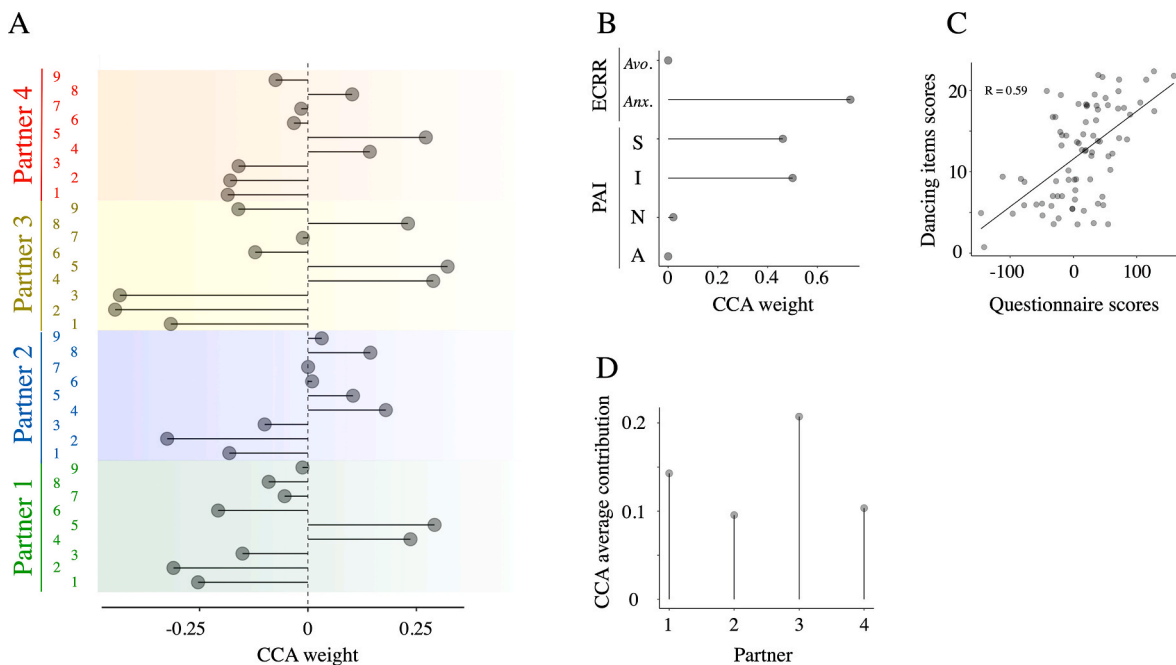 A
Partner 4
9
8
7
6
5
4
3
2
1
Partner 3
9
8
7
6
5
4
3
2
1
Partner 2
9
8
7
6
5
4
3
2
1
Partner 1
9
8
7
6
5
4
3
2
1
-0.25 0 0.25
CCA weight
B
ECRR
Avo.
Anx.
PAI
S
I
N
A
0 0.2 0.4 0.6
CCA weight
C
Dancing items scores
20
10
0
R = 0.59
-100 0 100
Questionnaire scores
D
CCA average contribution
0.2
0.1
0
1 2 3 4
Partner